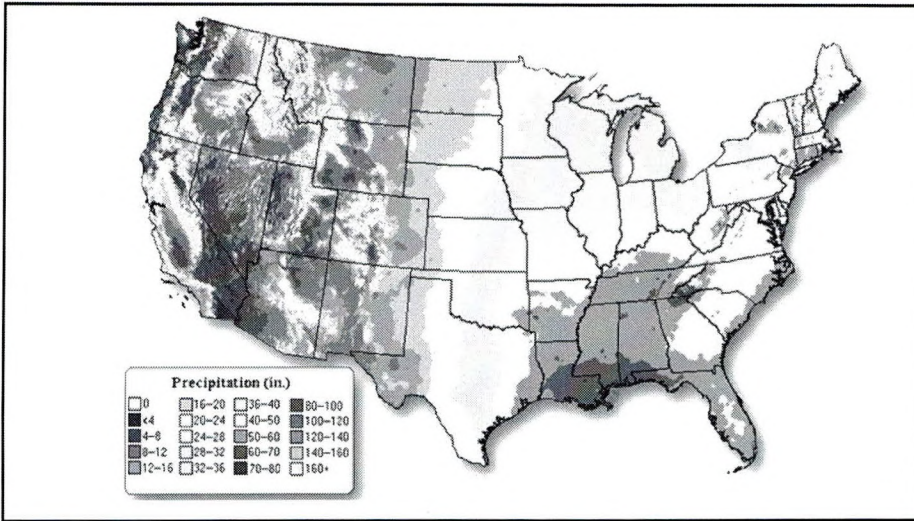 Precipitation (in.)
0 16-20 36-40 80-100
<4 20-24 40-50 100-120
4-8 24-28 50-60 120-140
8-12 28-32 60-70 140-160
12-16 32-36 70-80 160+